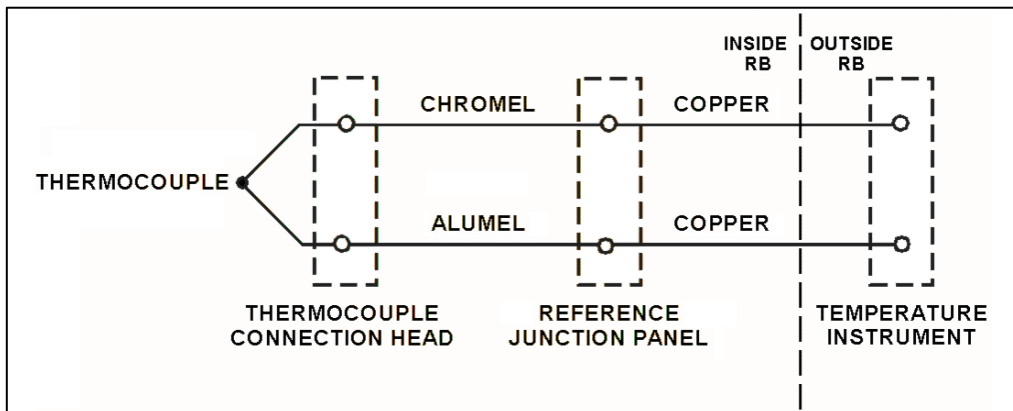 INSIDE
RB
OUTSIDE
RB
CHROMEL
COPPER
THERMOCOUPLE
ALUMEL
COPPER
THERMOCOUPLE
CONNECTION HEAD
REFERENCE
JUNCTION PANEL
TEMPERATURE
INSTRUMENT